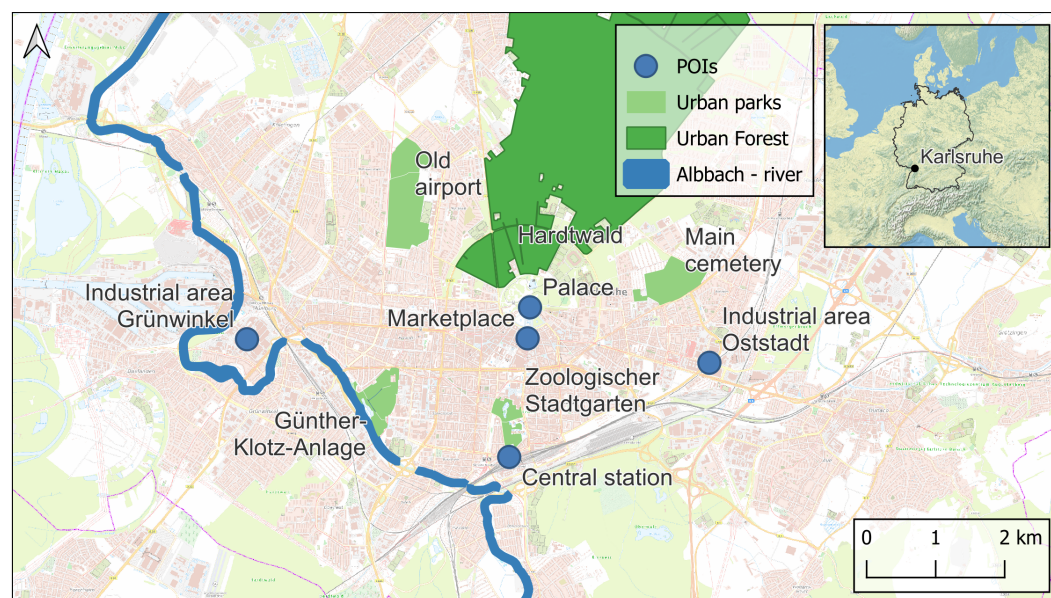 POIs
Urban parks
Urban Forest
Albbach - river
Karlsruhe
Old
airport
Hardtwald
Main
cemetery
Palace
Industrial area
Grünwinkel
Marketplace
Industrial area
Oststadt
Zoologischer
Stadtgarten
Günther-
Klotz-Anlage
Central station
0 1 2 km